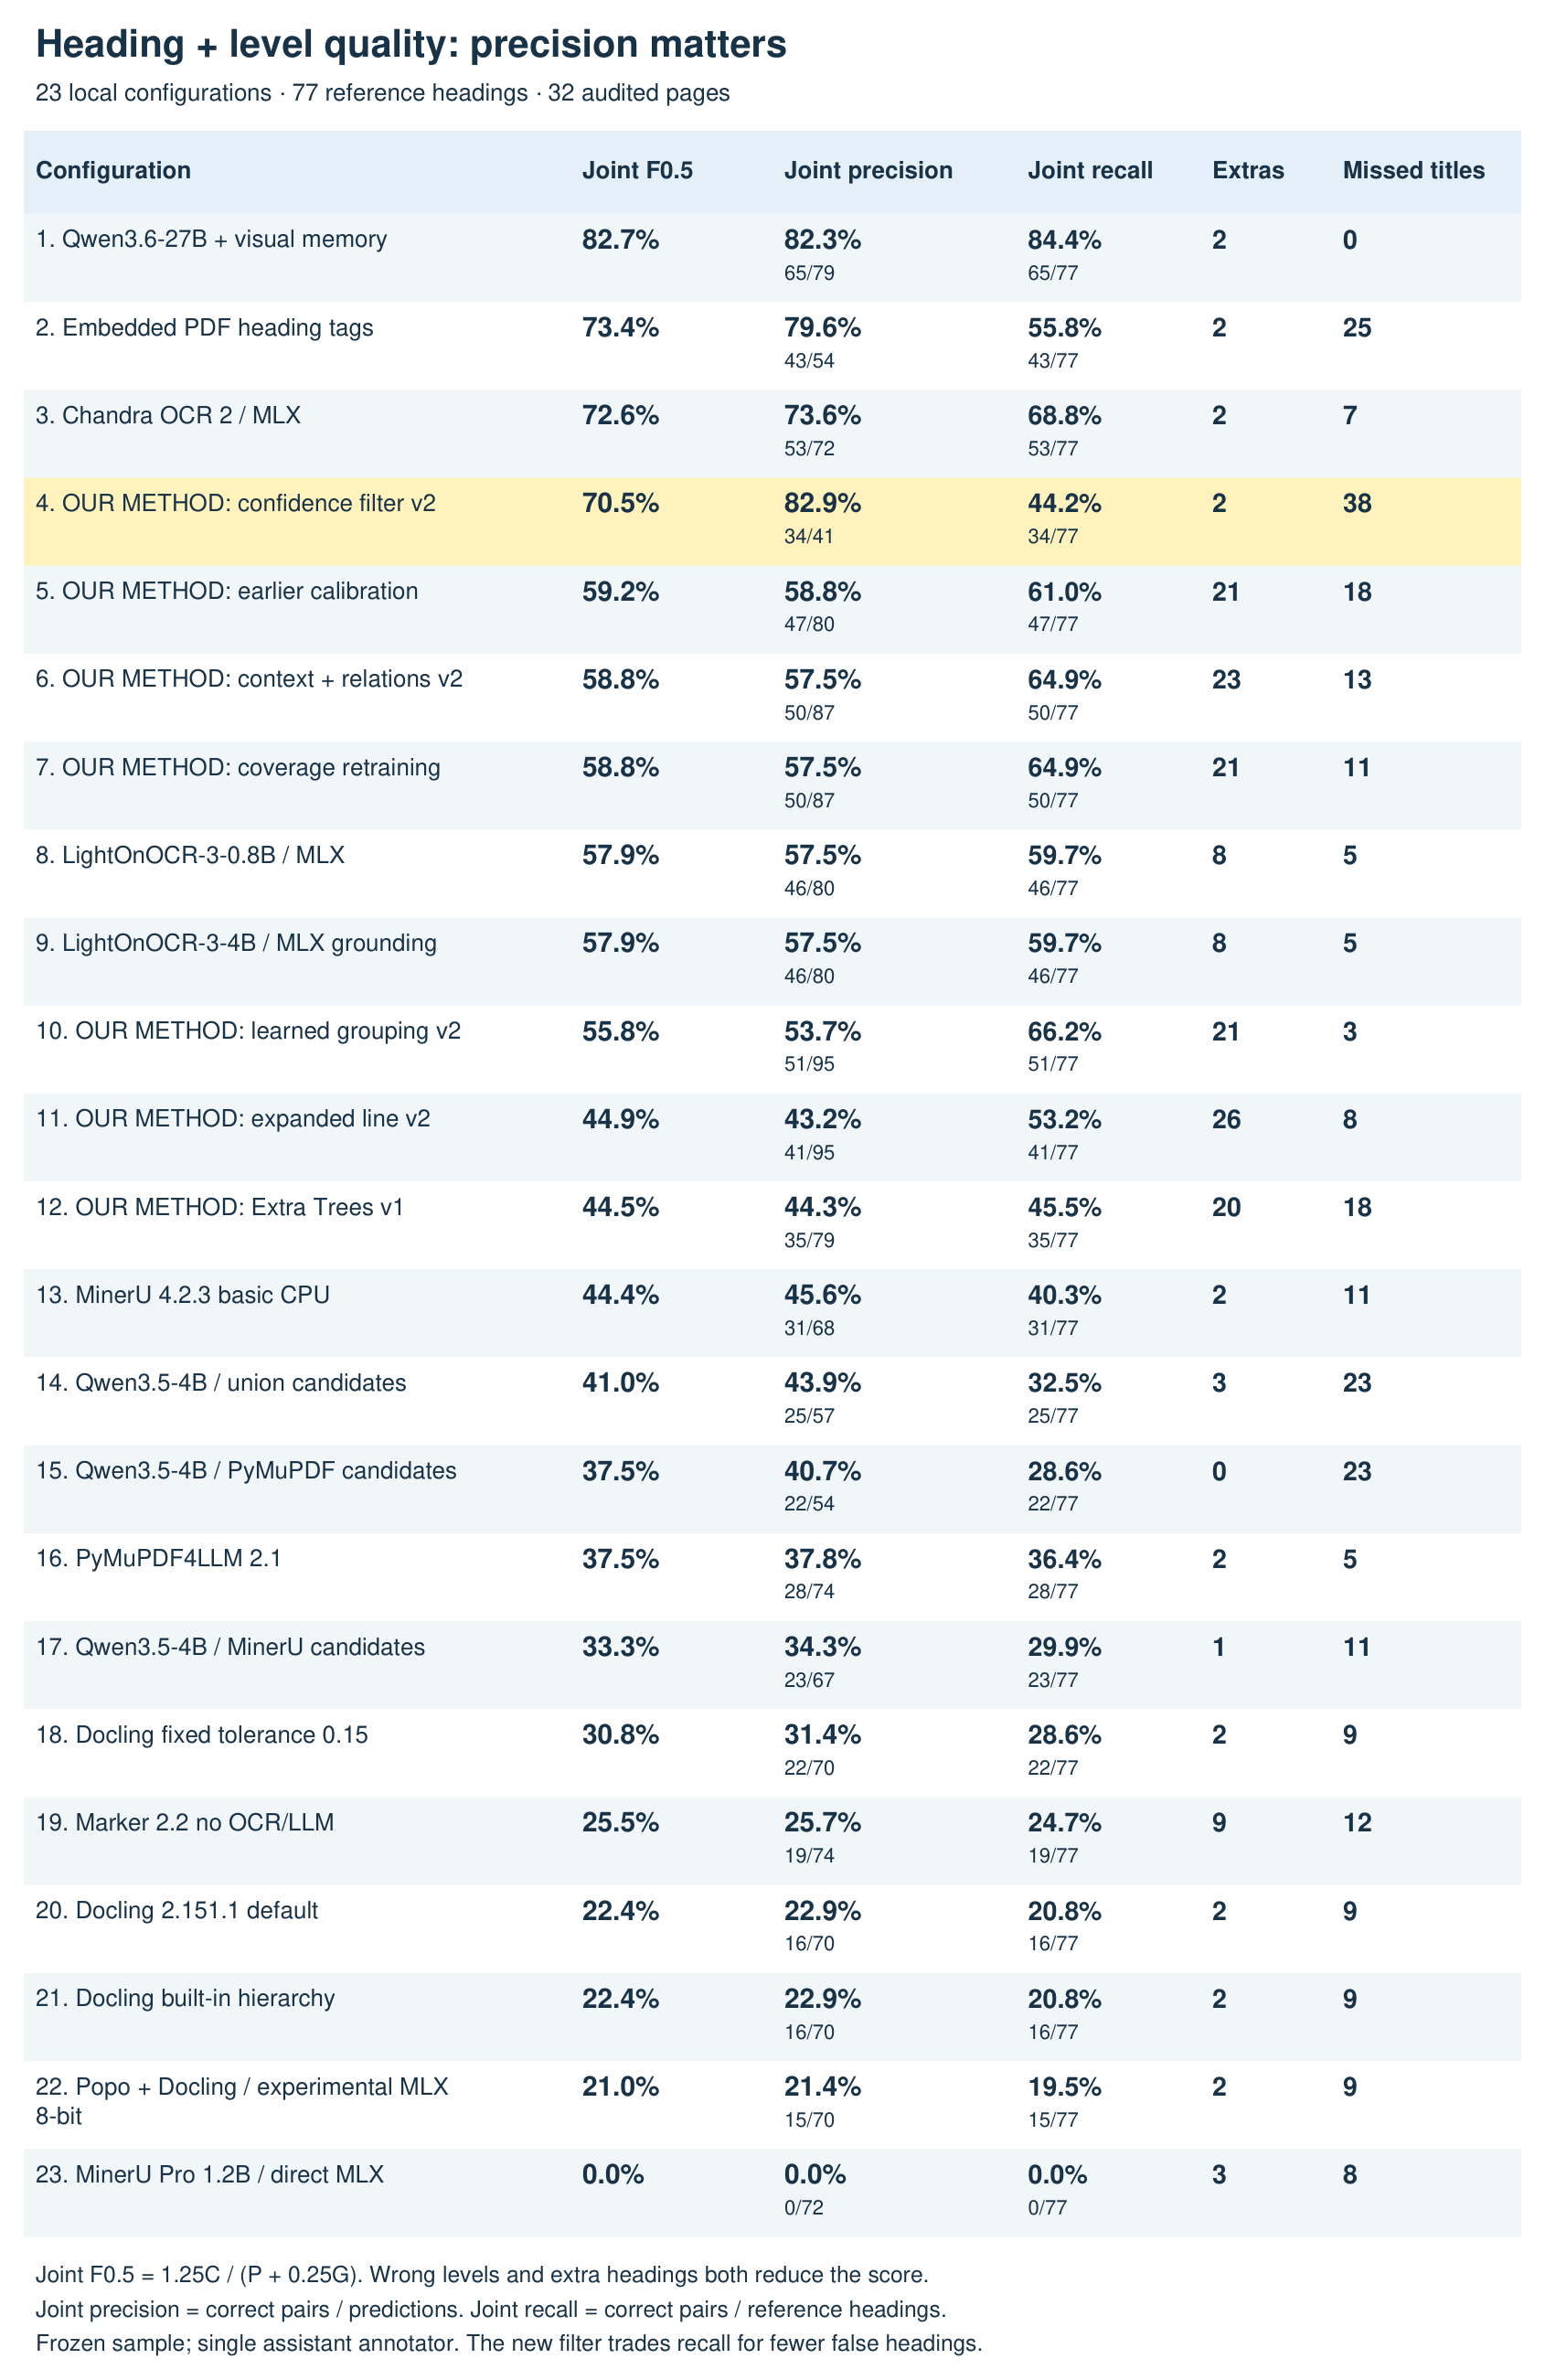 Heading + level quality: precision matters
23 local configurations · 77 reference headings · 32 audited pages
Configuration Joint F0.5 Joint precision Joint recall Extras Missed titles
1. Qwen3.6-27B + visual memory 82.7% 82.3% 84.4% 2 0
65/79 65/77
2. Embedded PDF heading tags 73.4% 79.6% 55.8% 2 25
43/54 43/77
3. Chandra OCR 2 / MLX 72.6% 73.6% 68.8% 2 7
53/72 53/77
4. OUR METHOD: confidence filter v2 70.5% 82.9% 44.2% 2 38
34/41 34/77
5. OUR METHOD: earlier calibration 59.2% 58.8% 61.0% 21 18
47/80 47/77
6. OUR METHOD: context + relations v2 58.8% 57.5% 64.9% 23 13
50/87 50/77
7. OUR METHOD: coverage retraining 58.8% 57.5% 64.9% 21 11
50/87 50/77
8. LightOnOCR-3-0.8B / MLX 57.9% 57.5% 59.7% 8 5
46/80 46/77
9. LightOnOCR-3-4B / MLX grounding 57.9% 57.5% 59.7% 8 5
46/80 46/77
10. OUR METHOD: learned grouping v2 55.8% 53.7% 66.2% 21 3
51/95 51/77
11. OUR METHOD: expanded line v2 44.9% 43.2% 53.2% 26 8
41/95 41/77
12. OUR METHOD: Extra Trees v1 44.5% 44.3% 45.5% 20 18
35/79 35/77
13. MinerU 4.2.3 basic CPU 44.4% 45.6% 40.3% 2 11
31/68 31/77
14. Qwen3.5-4B / union candidates 41.0% 43.9% 32.5% 3 23
25/57 25/77
15. Qwen3.5-4B / PyMuPDF candidates 37.5% 40.7% 28.6% 0 23
22/54 22/77
16. PyMuPDF4LLM 2.1 37.5% 37.8% 36.4% 2 5
28/74 28/77
17. Qwen3.5-4B / MinerU candidates 33.3% 34.3% 29.9% 1 11
23/67 23/77
18. Docling fixed tolerance 0.15 30.8% 31.4% 28.6% 2 9
22/70 22/77
19. Marker 2.2 no OCR/LLM 25.5% 25.7% 24.7% 9 12
19/74 19/77
20. Docling 2.151.1 default 22.4% 22.9% 20.8% 2 9
16/70 16/77
21. Docling built-in hierarchy 22.4% 22.9% 20.8% 2 9
16/70 16/77
22. Popo + Docling / experimental MLX 21.0% 21.4% 19.5% 2 9
8-bit 15/70 15/77
23. MinerU Pro 1.2B / direct MLX 0.0% 0.0% 0.0% 3 8
0/72 0/77
Joint F0.5 = 1.25C / (P + 0.25G). Wrong levels and extra headings both reduce the score.
Joint precision = correct pairs / predictions. Joint recall = correct pairs / reference headings.
Frozen sample; single assistant annotator. The new filter trades recall for fewer false headings.